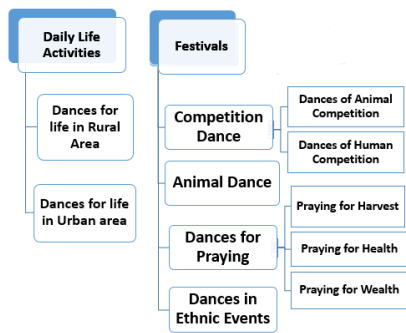 Daily Life
Activities
Dances for
life in Rural
Area
Dances for life
in Urban area
Festivals
Competition
Dance
Dances of Animal
Competition
Dances of Human
Competition
Animal Dance
Dances for
Praying
Praying for Harvest
Praying for Health
Praying for Wealth
Dances in
Ethnic Events